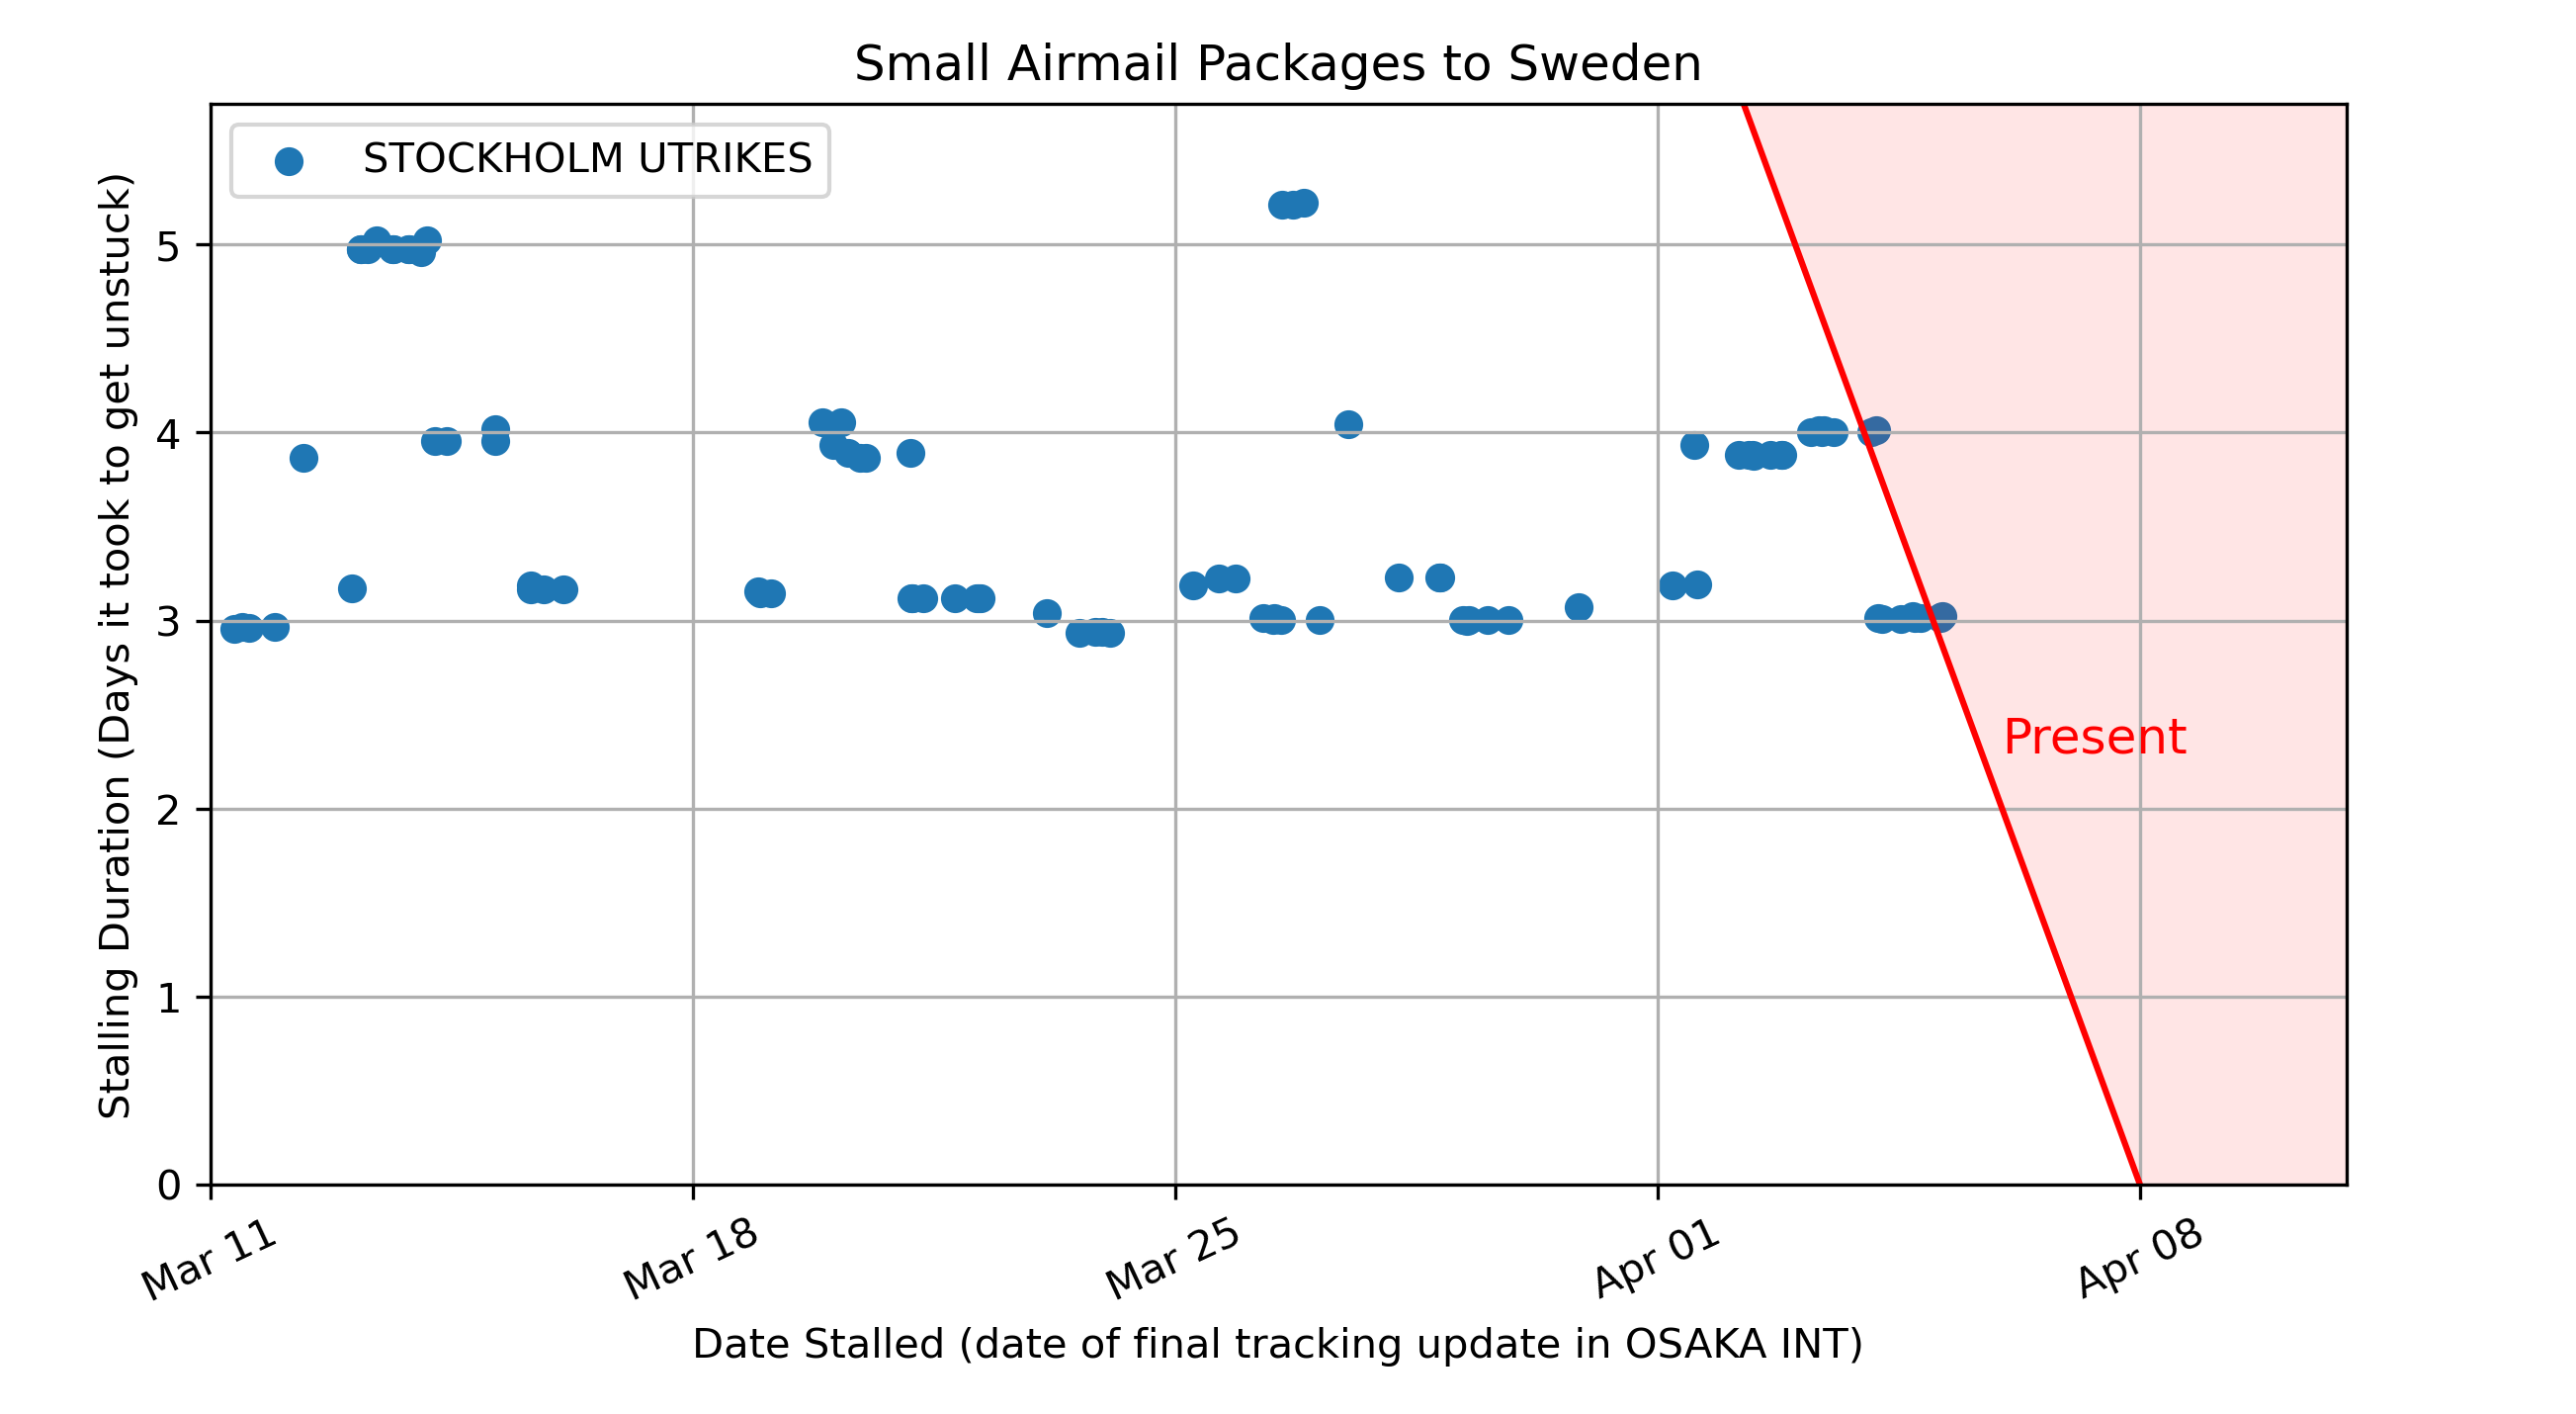 Small Airmail Packages to Sweden
STOCKHOLM UTRIKES
Stalling Duration (Days it took to get unstuck)
5
4
3
2
1
0
Present
Mar 11
Mar 18
Mar 25
Apr 01
Apr 08
Date Stalled (date of final tracking update in OSAKA INT)